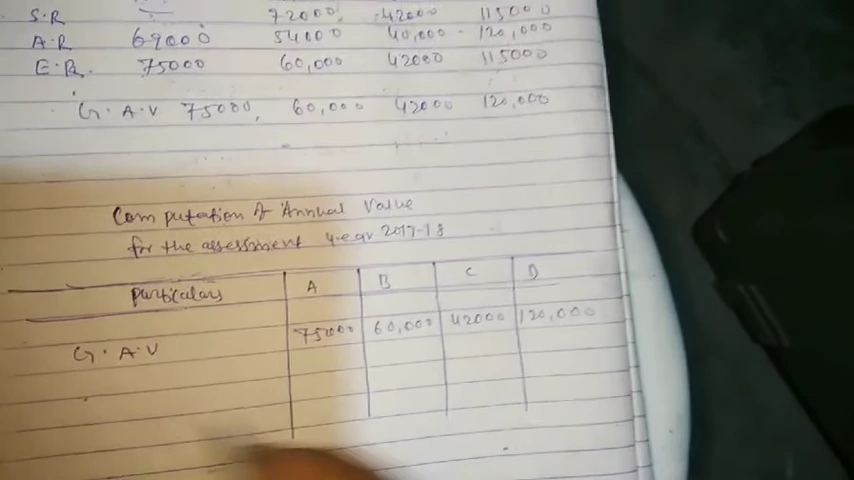 S.R — 72000 42000 115000
A.R 69000 54000 40,000 120,000
E.R. 75000 60,000 42000 115000
G.A.V 75000, 60,000 42000 120,000
Computation of Annual Value
for the assessment year 2017-18
particulars A B C D
G.A.V 75000 60,000 42000 120,000